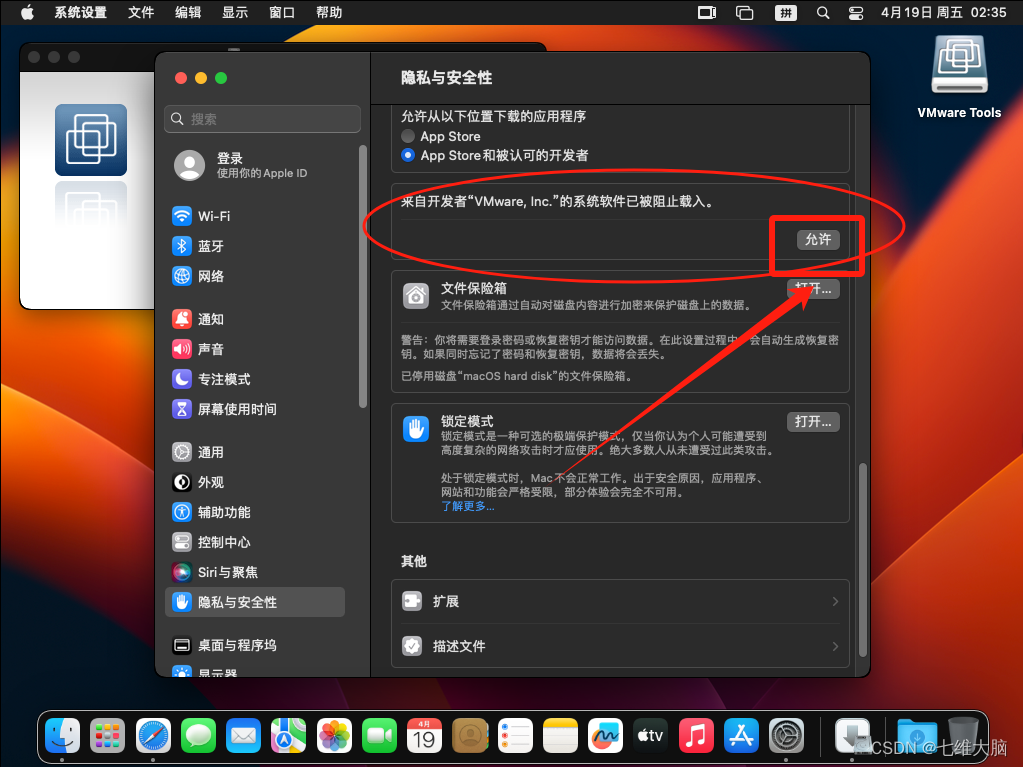 系统设置 文件 编辑 显示 窗口 帮助 拼 4月19日 周五 02:35
VMware Tools
隐私与安全性
搜索
登录
使用你的Apple ID
Wi-Fi
蓝牙
网络
通知
声音
专注模式
屏幕使用时间
通用
外观
辅助功能
控制中心
Siri与聚焦
隐私与安全性
桌面与程序坞
显示器
允许从以下位置下载的应用程序
App Store
App Store和被认可的开发者
来自开发者“VMware, Inc.”的系统软件已被阻止载入。
允许
文件保险箱
打开...
文件保险箱通过自动对磁盘内容进行加密来保护磁盘上的数据。
警告：你将需要登录密码或恢复密钥才能访问数据。在此设置过程中，会自动生成恢复密
钥。如果同时忘记了密码和恢复密钥，数据将会丢失。
已停用磁盘“macOS hard disk”的文件保险箱。
锁定模式
打开...
锁定模式是一种可选的极端保护模式，仅当你认为个人可能遭受到
高度复杂的网络攻击时才应使用。绝大多数人从未遭受过此类攻击。
处于锁定模式时，Mac不会正常工作。出于安全原因，应用程序、
网站和功能会严格受限，部分体验会完全不可用。
了解更多...
其他
扩展
描述文件
4月
19
tv
CSDN @七维大脑